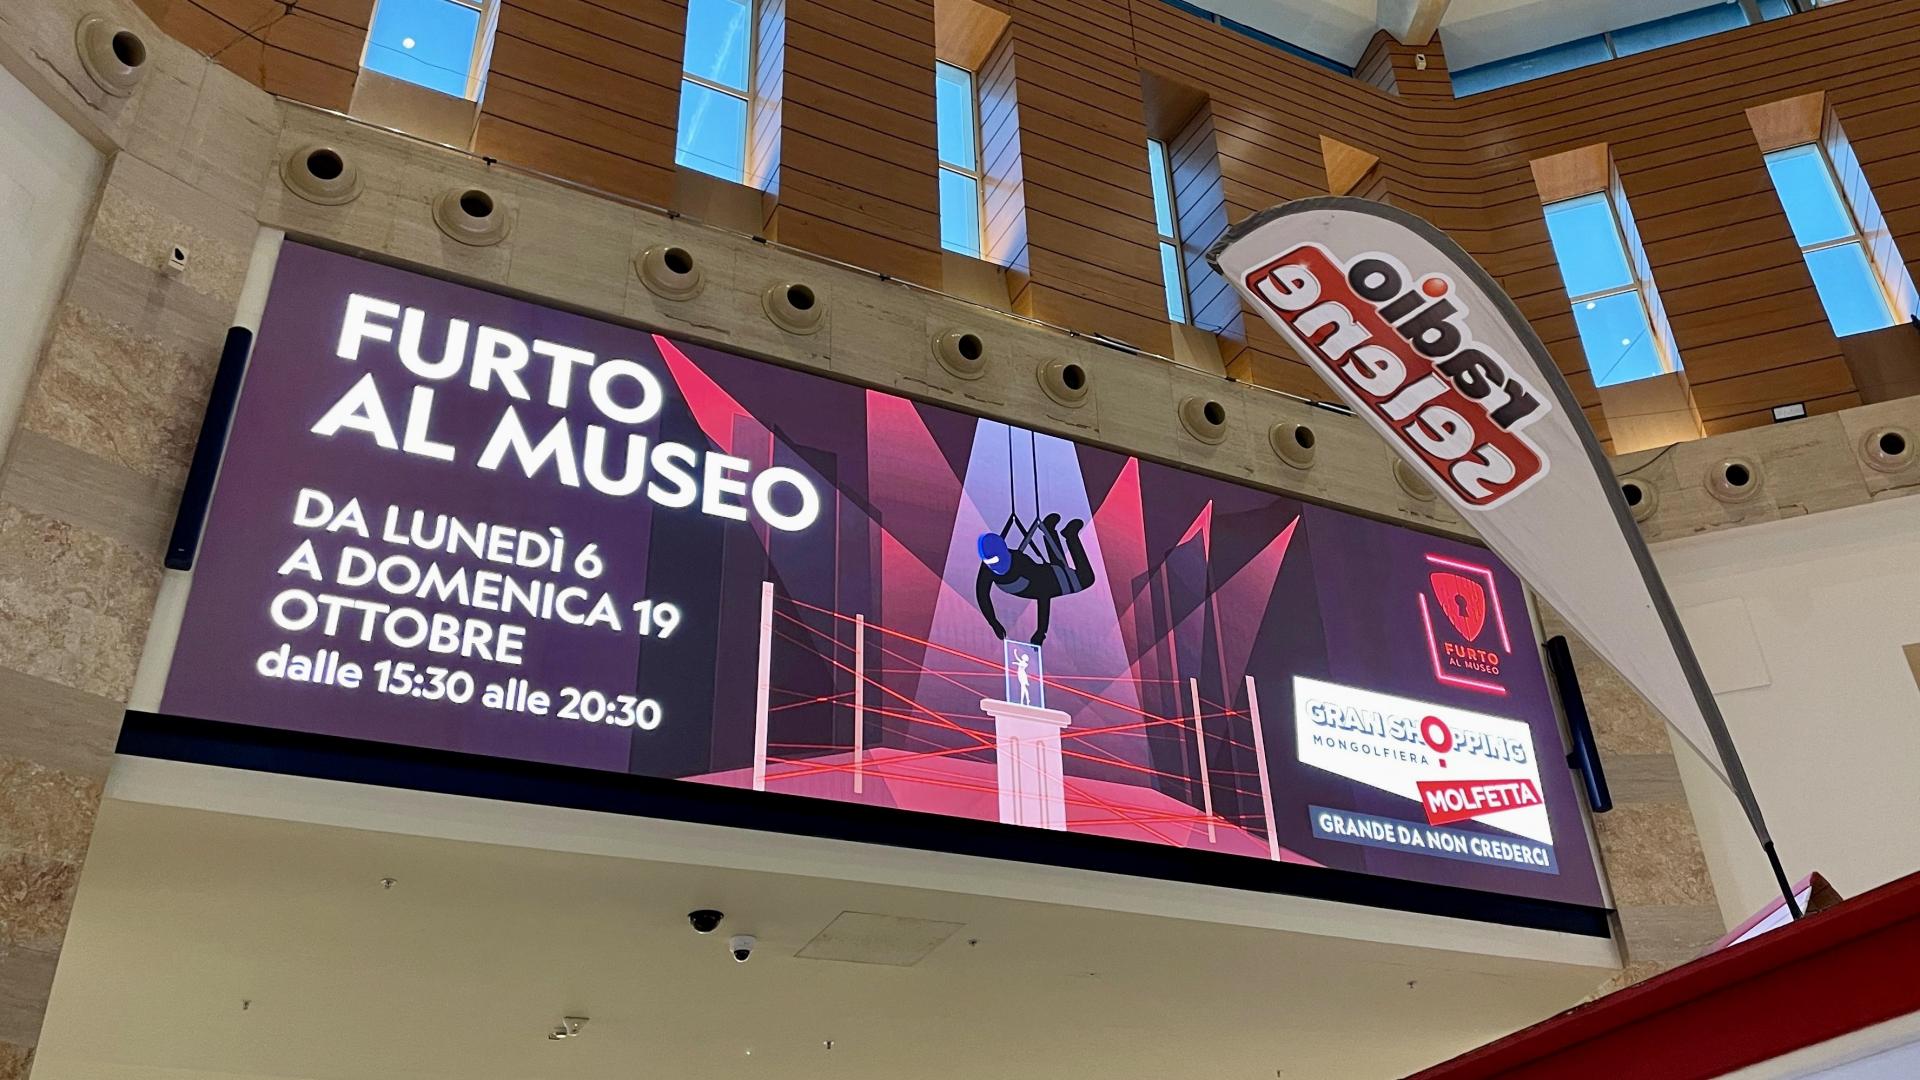 FURTO
AL MUSEO
DA LUNEDÌ 6
A DOMENICA 19
OTTOBRE
dalle 15:30 alle 20:30
FURTO
AL MUSEO
GRAN SHOPPING
MONGOLFIERA
MOLFETTA
GRANDE DA NON CREDERCI
radio
selene